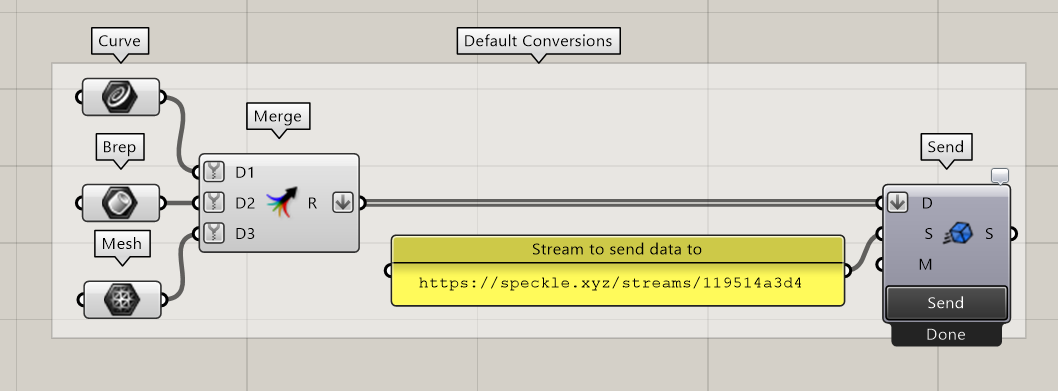 Curve
Default Conversions
Merge
Brep
Send
D1
D2
R
D3
Mesh
D
S
S
M
Stream to send data to
https://speckle.xyz/streams/119514a3d4
Send
Done